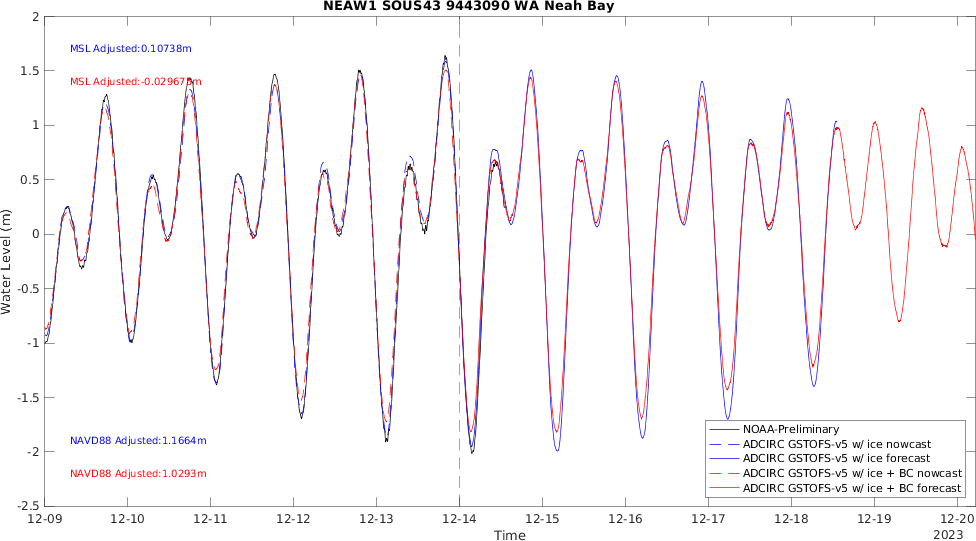 NEAW1 SOUS43 9443090 WA Neah Bay
2
1.5
1
0.5
0
-0.5
-1
-1.5
-2
-2.5
Water Level (m)
MSL Adjusted:0.10738m
MSL Adjusted:-0.029675m
NAVD88 Adjusted:1.1664m
NAVD88 Adjusted:1.0293m
NOAA-Preliminary
ADCIRC GSTOFS-v5 w/ ice nowcast
ADCIRC GSTOFS-v5 w/ ice forecast
ADCIRC GSTOFS-v5 w/ ice + BC nowcast
ADCIRC GSTOFS-v5 w/ ice + BC forecast
12-09 12-10 12-11 12-12 12-13 12-14 12-15 12-16 12-17 12-18 12-19 12-20
Time
2023